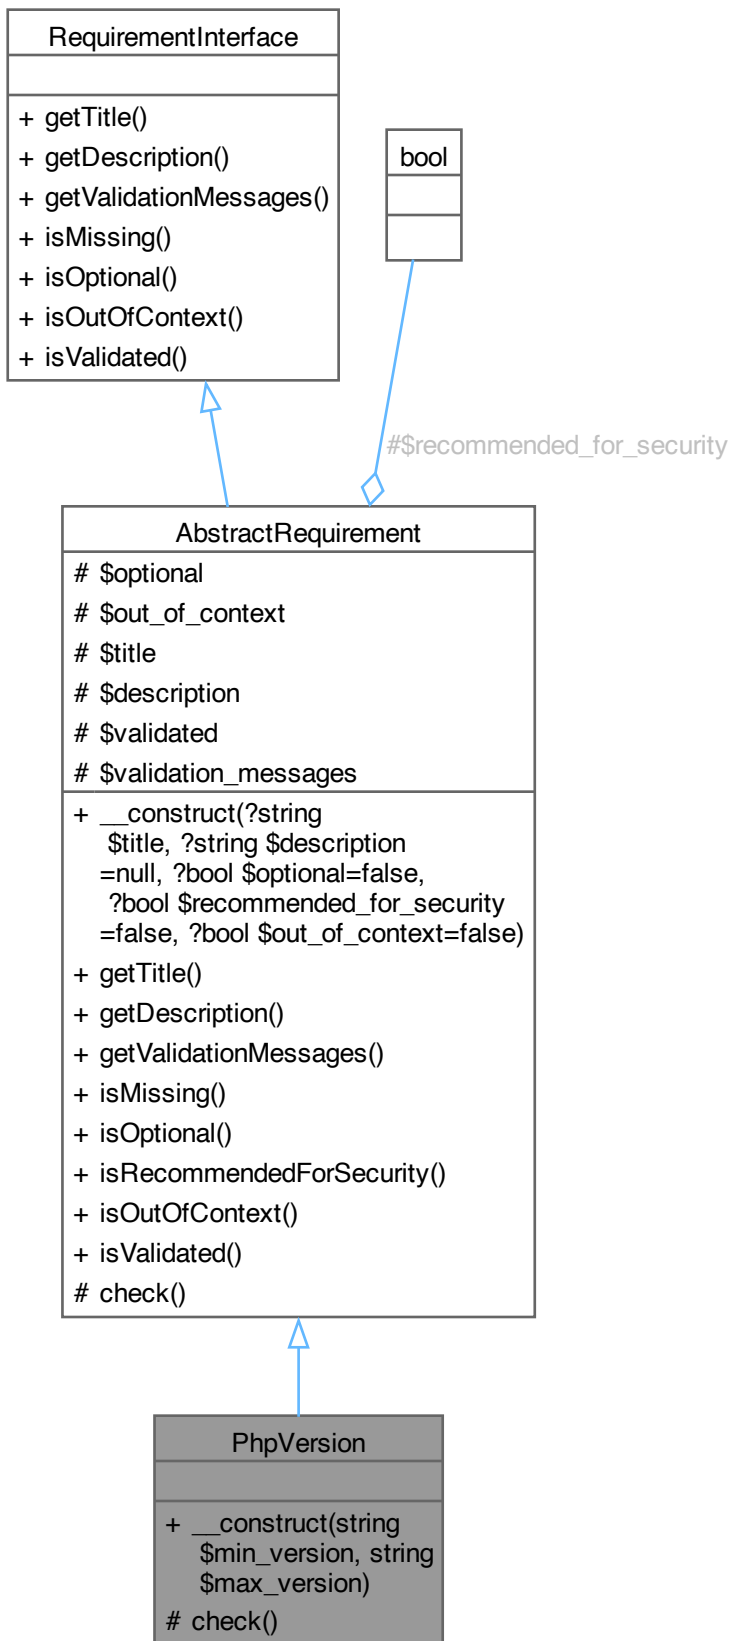 RequirementInterface
+ getTitle()
+ getDescription()
+ getValidationMessages()
+ isMissing()
+ isOptional()
+ isOutOfContext()
+ isValidated()
bool
#$recommended_for_security
AbstractRequirement
# $optional
# $out_of_context
# $title
# $description
# $validated
# $validation_messages
+ __construct(?string
$title, ?string $description
=null, ?bool $optional=false,
?bool $recommended_for_security
=false, ?bool $out_of_context=false)
+ getTitle()
+ getDescription()
+ getValidationMessages()
+ isMissing()
+ isOptional()
+ isRecommendedForSecurity()
+ isOutOfContext()
+ isValidated()
# check()
PhpVersion
+ __construct(string
$min_version, string
$max_version)
# check()